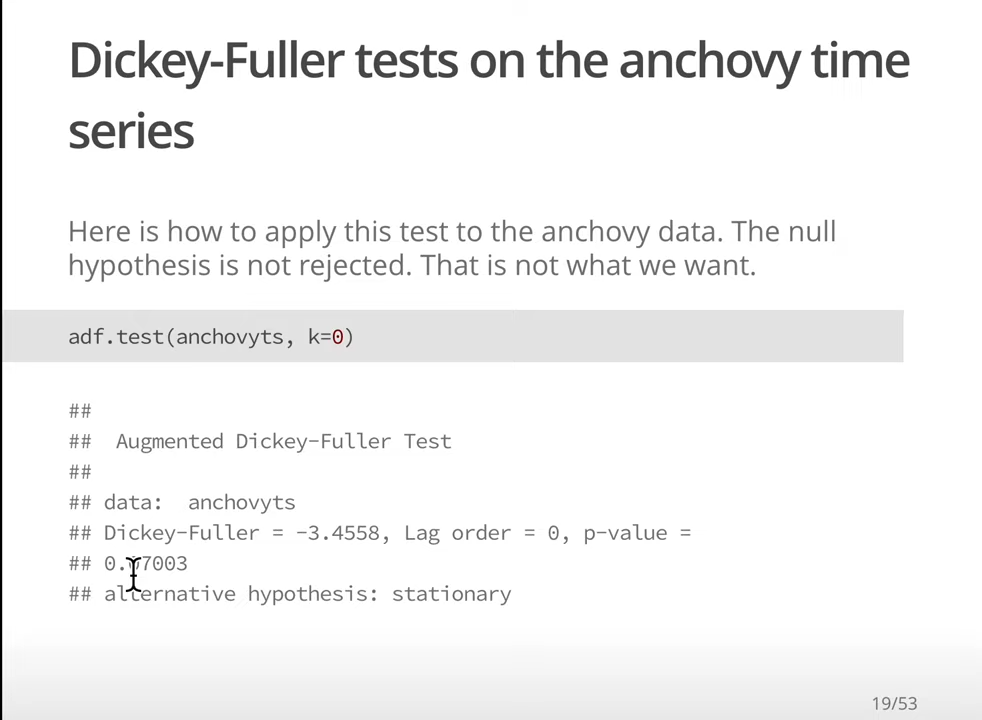 Dickey-Fuller tests on the anchovy time
series
Here is how to apply this test to the anchovy data. The null
hypothesis is not rejected. That is not what we want.
adf.test(anchovyts, k=0)
##
## Augmented Dickey-Fuller Test
##
## data: anchovyts
## Dickey-Fuller = -3.4558, Lag order = 0, p-value =
## 0.07003
## alternative hypothesis: stationary
19/53